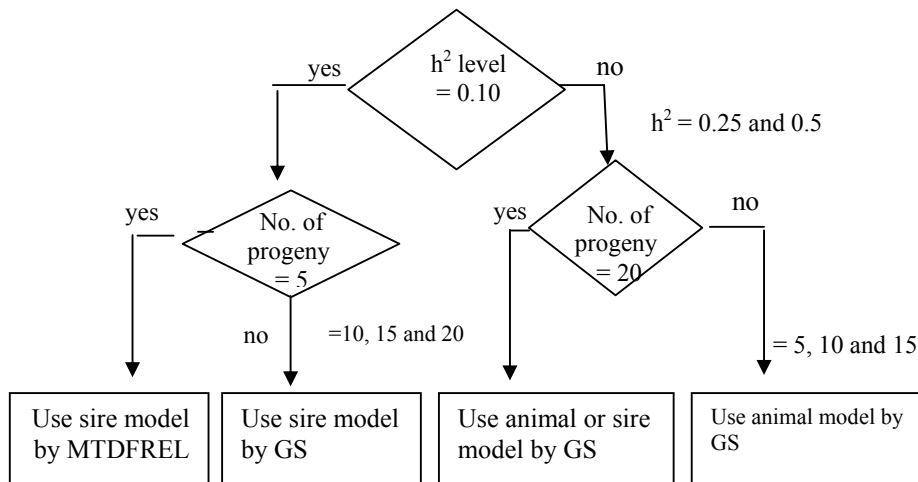 yes
h² level
= 0.10
no
h² = 0.25 and 0.5
yes
No. of
progeny
= 5
yes
No. of
progeny
= 20
no
no
=10, 15 and 20
= 5, 10 and 15
Use sire model
by MTDFREL
Use sire model
by GS
Use animal or sire
model by GS
Use animal model by
GS